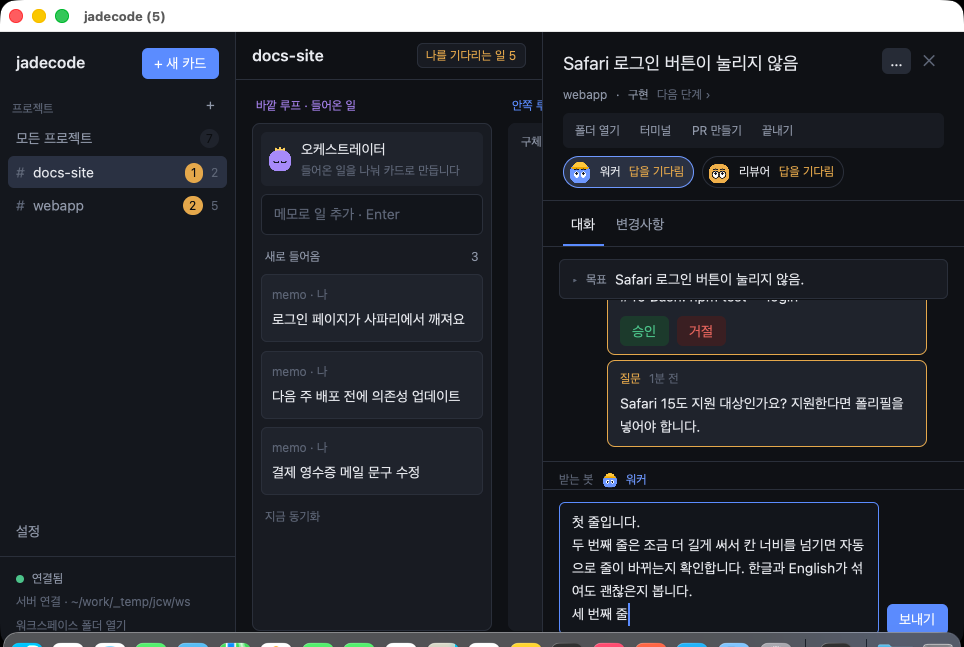 jadecode (5)
jadecode
+ 새 카드
프로젝트
+
모든 프로젝트
7
# docs-site
1 2
# webapp
2 5
설정
연결됨
서버 연결 · ~/work/_temp/jcw/ws
워크스페이스 폴더 열기
docs-site
나를 기다리는 일 5
바깥 루프 · 들어온 일
안쪽
오케스트레이터
들어온 일을 나눠 카드로 만듭니다
메모로 일 추가 · Enter
새로 들어옴
3
memo · 나
로그인 페이지가 사파리에서 깨져요
memo · 나
다음 주 배포 전에 의존성 업데이트
memo · 나
결제 영수증 메일 문구 수정
지금 동기화
구체
Safari 로그인 버튼이 눌리지 않음
...
webapp · 구현 다음 단계 ›
폴더 열기 터미널 PR 만들기 끝내기
워커 답을 기다림
리뷰어 답을 기다림
대화 변경사항
목표 Safari 로그인 버튼이 눌리지 않음.
승인 거절
질문 1분 전
Safari 15도 지원 대상인가요? 지원한다면 폴리필을
넣어야 합니다.
받는 봇 워커
첫 줄입니다.
두 번째 줄은 조금 더 길게 써서 칸 너비를 넘기면 자동
으로 줄이 바뀌는지 확인합니다. 한글과 English가 섞
여도 괜찮은지 봅니다.
세 번째 줄
보내기